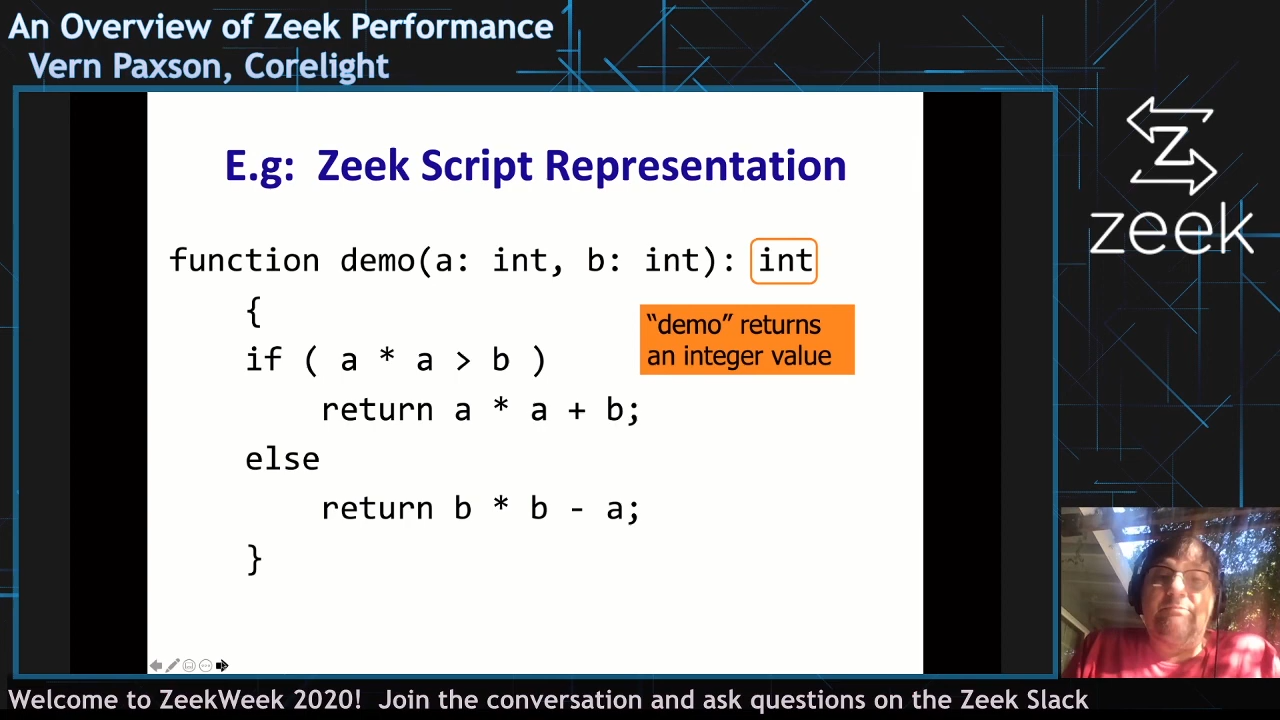 An Overview of Zeek Performance
Vern Paxson, Corelight
E.g: Zeek Script Representation
function demo(a: int, b: int): int
{
“demo” returns
an integer value
if ( a * a > b )
return a * a + b;
else
return b * b - a;
}
Z
zeek
Welcome to ZeekWeek 2020! Join the conversation and ask questions on the Zeek Slack